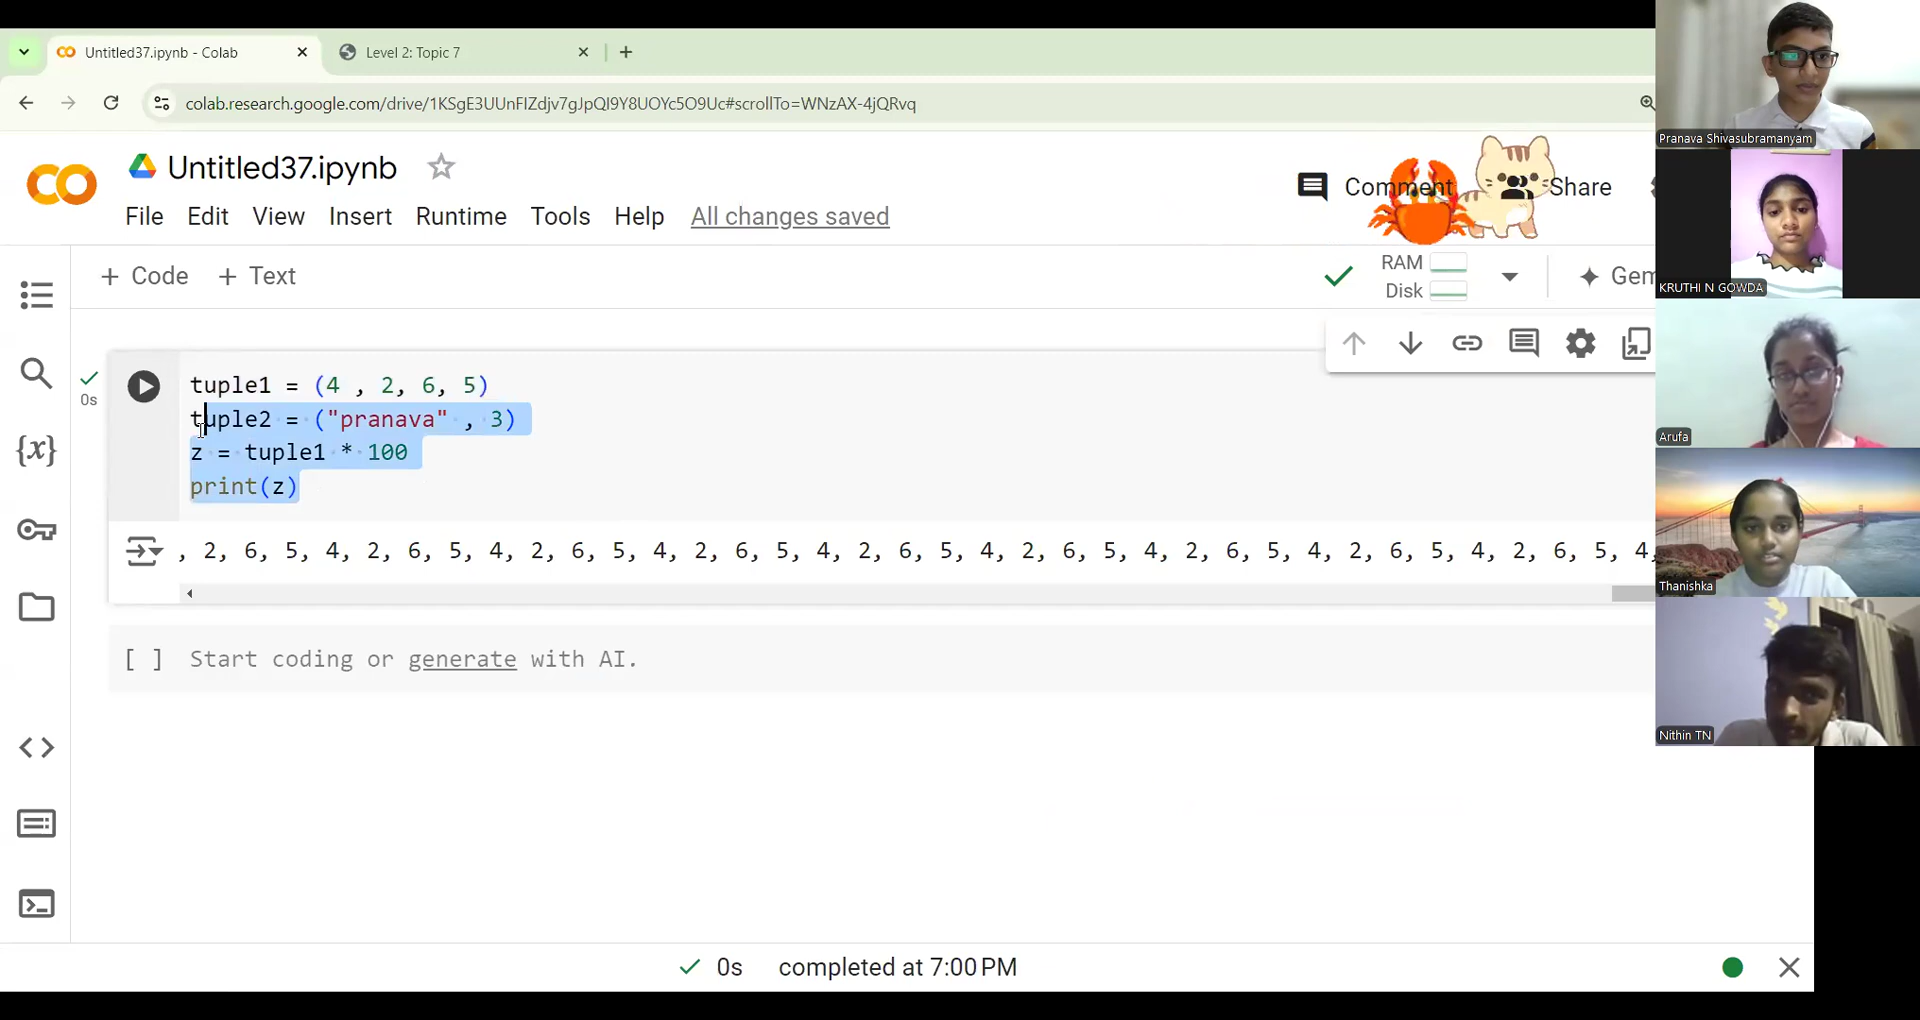 Untitled37.ipynb - Colab
Level 2: Topic 7
colab.research.google.com/drive/1KSgE3UUnFIZdjv7gJpQI9Y8UOYc5O9Uc#scrollTo=WNzAX-4jQRvq
Untitled37.ipynb
Comment
Share
File Edit View Insert Runtime Tools Help All changes saved
+ Code + Text
RAM
Disk
Gem
0s
tuple1 = (4 , 2, 6, 5)
tuple2 = ("pranava" , 3)
z = tuple1 * 100
print(z)
, 2, 6, 5, 4, 2, 6, 5, 4, 2, 6, 5, 4, 2, 6, 5, 4, 2, 6, 5, 4, 2, 6, 5, 4, 2, 6, 5, 4, 2, 6, 5, 4, 2, 6, 5, 4,
[ ] Start coding or generate with AI.
0s completed at 7:00 PM
Pranava Shivasubramanyam
KRUTHI N GOWDA
Arufa
Thanishka
Nithin TN